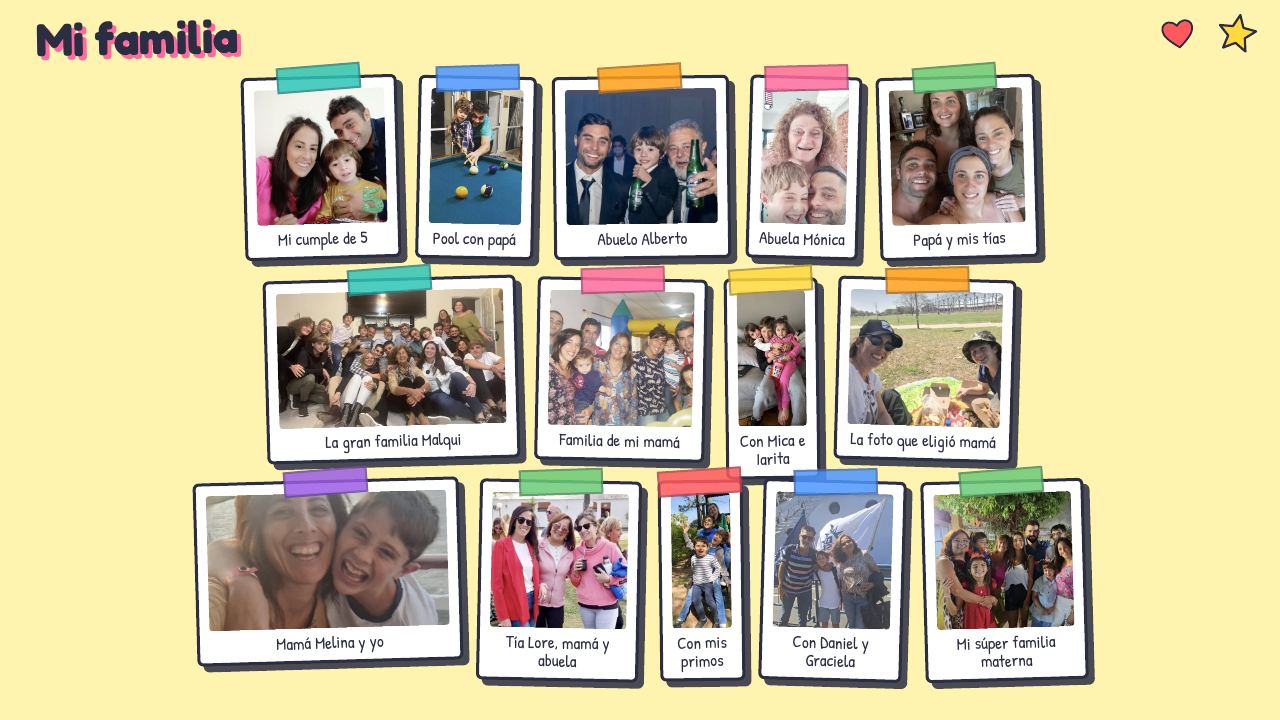 Mi familia
Mi cumple de 5
Pool con papá
Abuelo Alberto
Abuela Mónica
Papá y mis tías
La gran familia Malqui
Familia de mi mamá
Con Mica e
Iarita
La foto que eligió mamá
Mamá Melina y yo
Tía Lore, mamá y
abuela
Con mis
primos
Con Daniel y
Graciela
Mi súper familia
materna